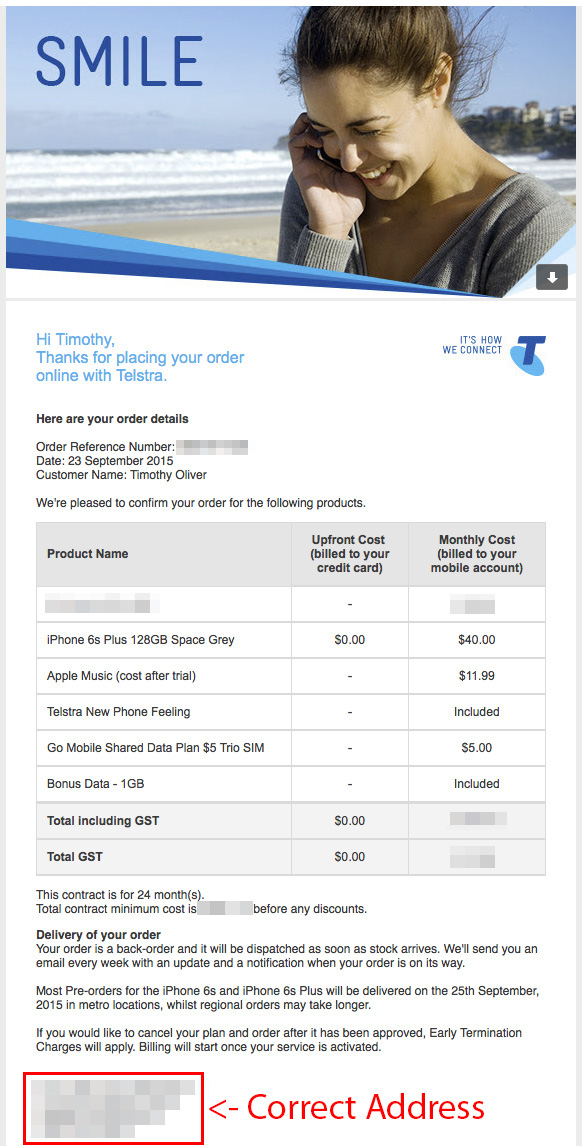 SMILE
Hi Timothy,
Thanks for placing your order
online with Telstra.
IT'S HOW
WE CONNECT
T
Here are your order details
Order Reference Number:
Date: 23 September 2015
Customer Name: Timothy Oliver
We're pleased to confirm your order for the following products.
Product Name
Upfront Cost
(billed to your
credit card)
Monthly Cost
(billed to your
mobile account)
-
iPhone 6s Plus 128GB Space Grey $0.00 $40.00
Apple Music (cost after trial) - $11.99
Telstra New Phone Feeling - Included
Go Mobile Shared Data Plan $5 Trio SIM - $5.00
Bonus Data - 1GB - Included
Total including GST $0.00
Total GST $0.00
This contract is for 24 month(s).
Total contract minimum cost is before any discounts.
Delivery of your order
Your order is a back-order and it will be dispatched as soon as stock arrives. We'll send you an
email every week with an update and a notification when your order is on its way.
Most Pre-orders for the iPhone 6s and iPhone 6s Plus will be delivered on the 25th September,
2015 in metro locations, whilst regional orders may take longer.
If you would like to cancel your plan and order after it has been approved, Early Termination
Charges will apply. Billing will start once your service is activated.
<- Correct Address